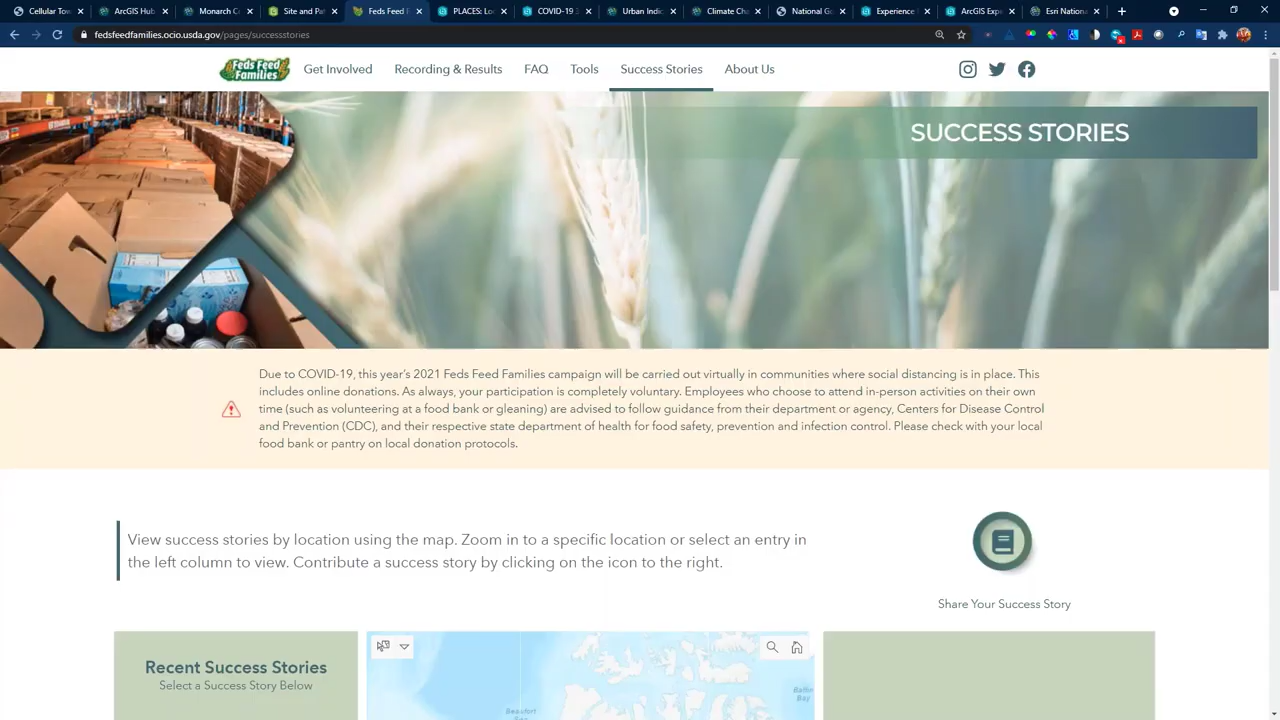 Cellular Tow
ArcGIS Hub
Monarch Co
Site and Pa
Feds Feed F
PLACES: Lo
COVID-19
Urban Indic
Climate Cha
National Go
Experience
ArcGIS Exp
Esri Nation
fedsfeedfamilies.ocio.usda.gov/pages/successstories
Feds Feed
Families
Get Involved
Recording & Results
FAQ
Tools
Success Stories
About Us
SUCCESS STORIES
Due to COVID-19, this year's 2021 Feds Feed Families campaign will be carried out virtually in communities where social distancing is in place. This
includes online donations. As always, your participation is completely voluntary. Employees who choose to attend in-person activities on their own
time (such as volunteering at a food bank or gleaning) are advised to follow guidance from their department or agency, Centers for Disease Control
and Prevention (CDC), and their respective state department of health for food safety, prevention and infection control. Please check with your local
food bank or pantry on local donation protocols.
View success stories by location using the map. Zoom in to a specific location or select an entry in
the left column to view. Contribute a success story by clicking on the icon to the right.
Share Your Success Story
Recent Success Stories
Select a Success Story Below
Baffin
Bay
Beaufort
Sea